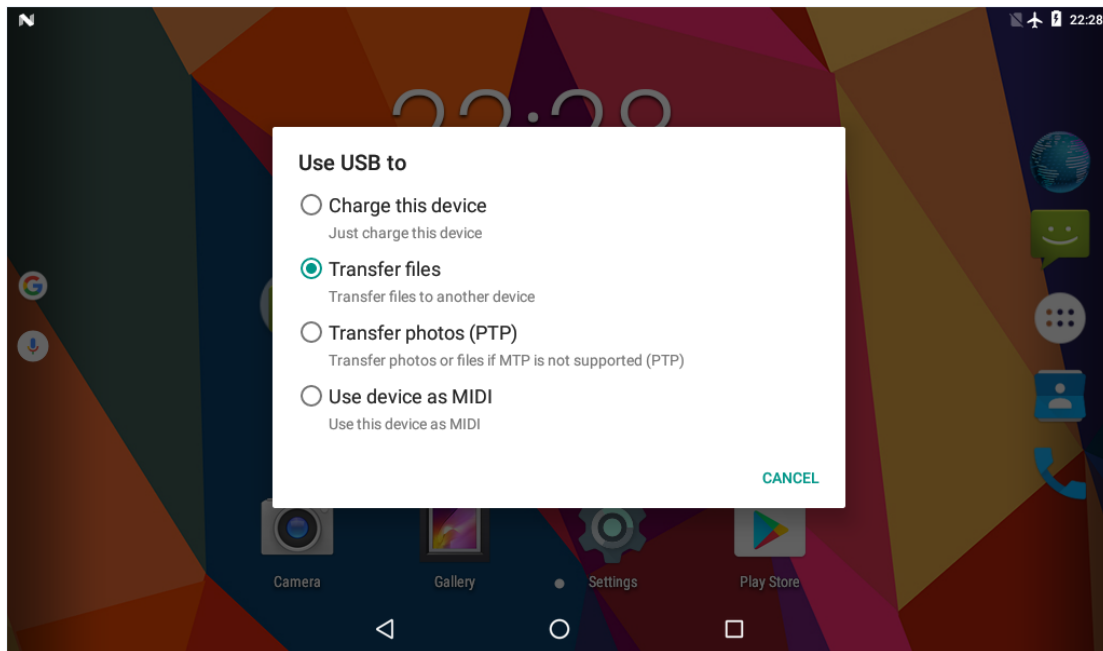 22:28
22:28
Use USB to
Charge this device
Just charge this device
Transfer files
Transfer files to another device
Transfer photos (PTP)
Transfer photos or files if MTP is not supported (PTP)
Use device as MIDI
Use this device as MIDI
CANCEL
Camera
Gallery
Settings
Play Store